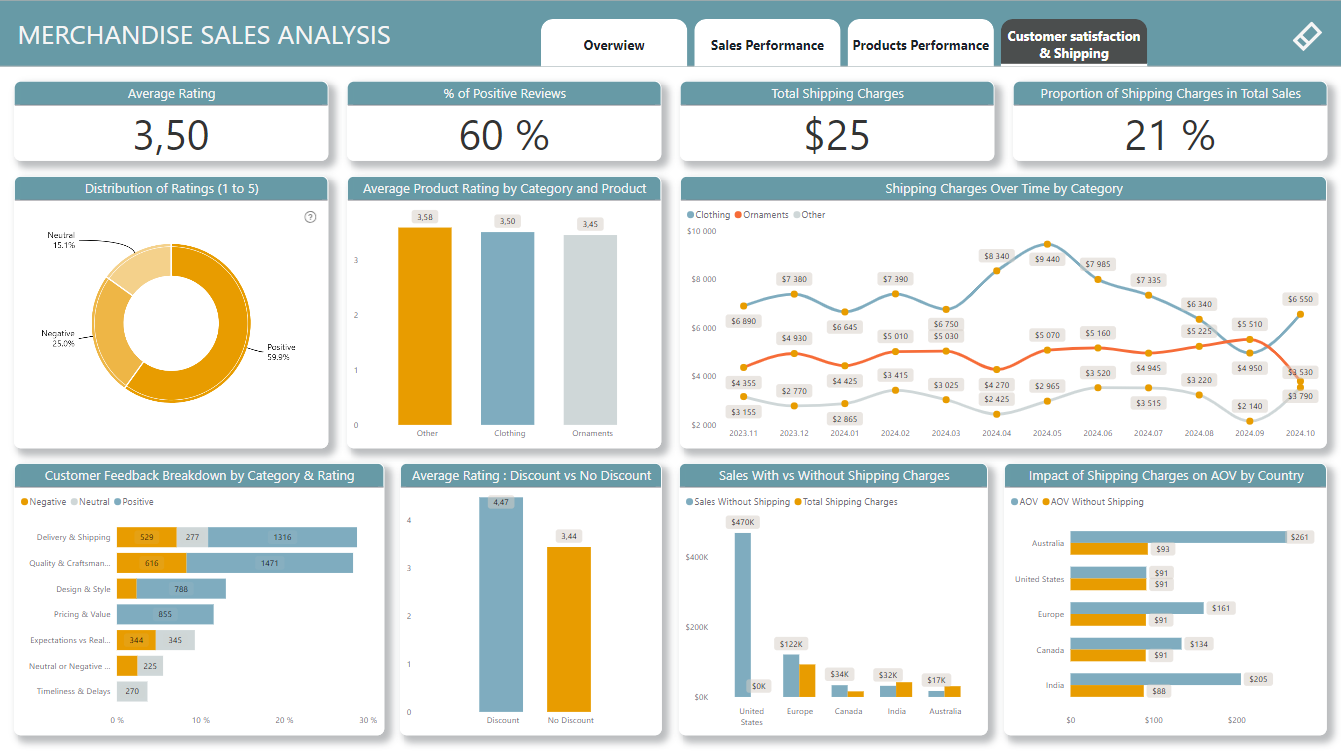 MERCHANDISE SALES ANALYSIS
Overwiew
Sales Performance
Products Performance
Customer satisfaction
& Shipping
Average Rating
3,50
% of Positive Reviews
60 %
Total Shipping Charges
$25
Proportion of Shipping Charges in Total Sales
21 %
Distribution of Ratings (1 to 5)
?
Neutral
15.1%
Negative
25.0%
Positive
59.9%
Average Product Rating by Category and Product
3,58
3,50
3,45
3
2
1
0
Other
Clothing
Ornaments
Shipping Charges Over Time by Category
Clothing Ornaments Other
$10 000
$8 000
$6 000
$4 000
$2 000
$6 890
$7 380
$6 645
$7 390
$6 750
$8 340
$9 440
$7 985
$7 335
$6 340
$4 950
$6 550
$4 355
$4 930
$4 425
$5 010
$5 030
$4 270
$5 070
$5 160
$4 945
$5 225
$5 510
$3 790
$3 155
$2 770
$2 865
$3 415
$3 025
$2 425
$2 965
$3 520
$3 515
$3 220
$2 140
$3 530
2023.11
2023.12
2024.01
2024.02
2024.03
2024.04
2024.05
2024.06
2024.07
2024.08
2024.09
2024.10
Customer Feedback Breakdown by Category & Rating
Negative Neutral Positive
Delivery & Shipping 529 277 1316
Quality & Craftsman... 616 1471
Design & Style 788
Pricing & Value 855
Expectations vs Real... 344 345
Neutral or Negative ... 225
Timeliness & Delays 270
0 % 10 % 20 % 30 %
Average Rating : Discount vs No Discount
4,47
3,44
4
3
2
1
0
Discount
No Discount
Sales With vs Without Shipping Charges
Sales Without Shipping Total Shipping Charges
$400K
$200K
$0K
$470K
$0K
$122K
$34K
$32K
$17K
United
States
Europe
Canada
India
Australia
Impact of Shipping Charges on AOV by Country
AOV AOV Without Shipping
Australia $261
$93
United States $91
$91
Europe $161
$91
Canada $134
$91
India $205
$88
$0 $100 $200